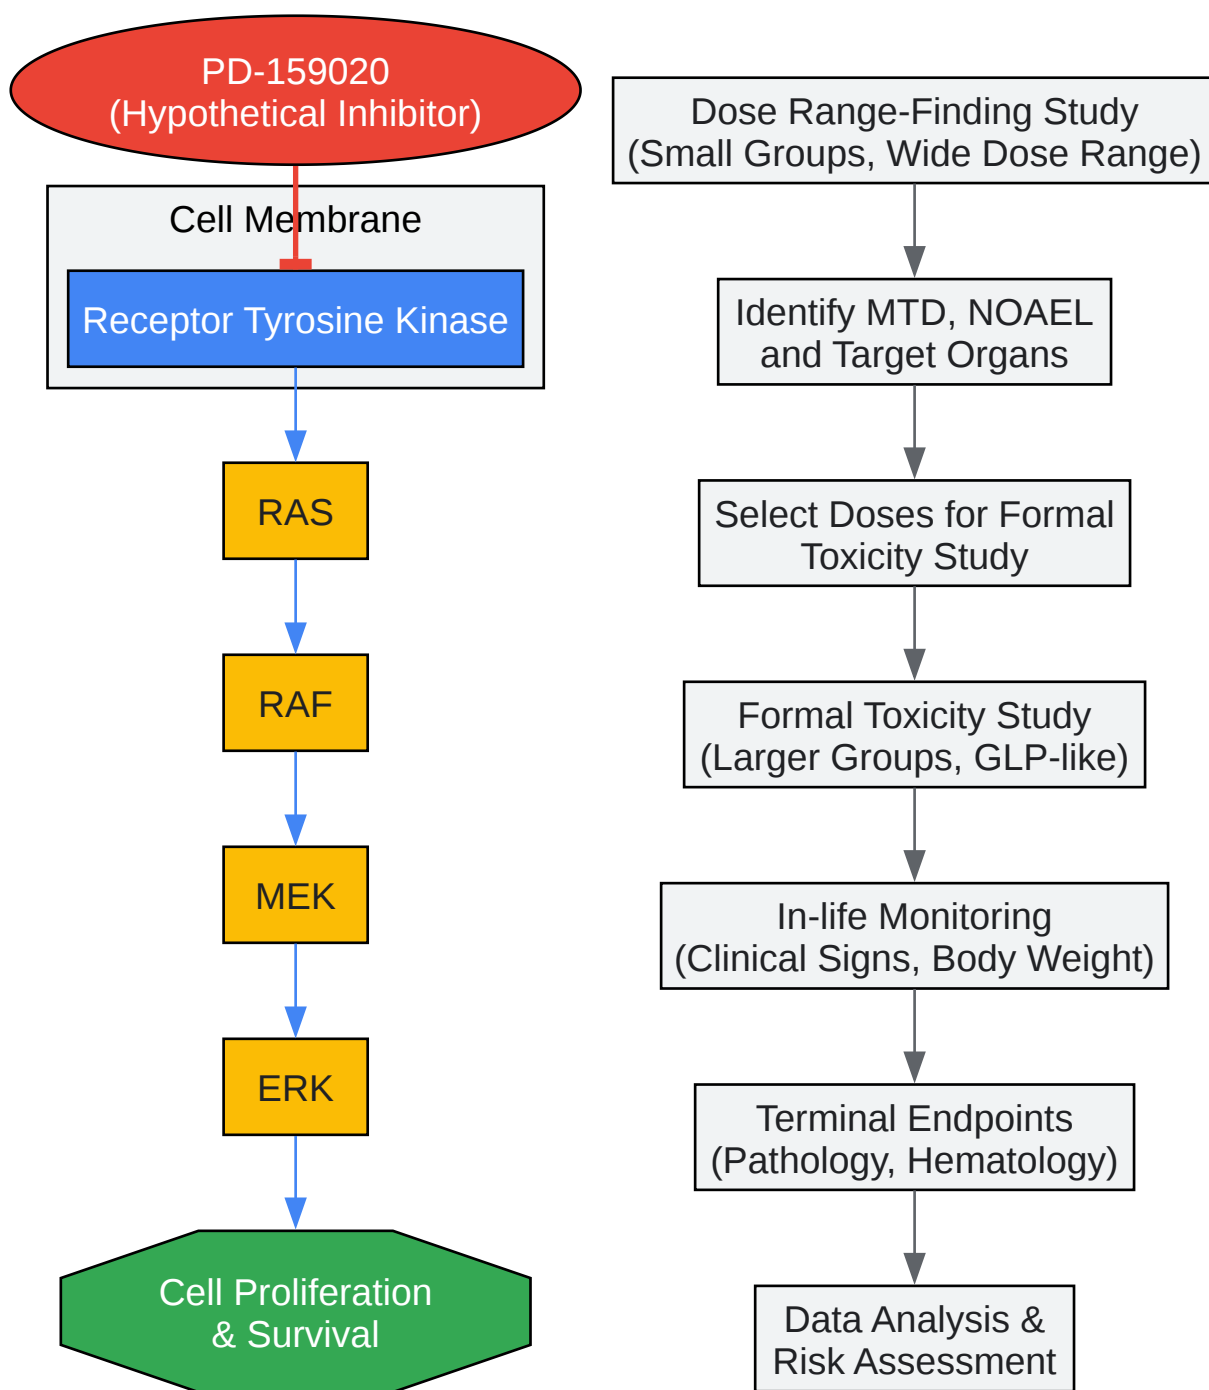 PD-159020
(Hypothetical Inhibitor)
Cell Membrane
Receptor Tyrosine Kinase
RAS
RAF
MEK
ERK
Cell Proliferation
& Survival
Dose Range-Finding Study
(Small Groups, Wide Dose Range)
Identify MTD, NOAEL
and Target Organs
Select Doses for Formal
Toxicity Study
Formal Toxicity Study
(Larger Groups, GLP-like)
In-life Monitoring
(Clinical Signs, Body Weight)
Terminal Endpoints
(Pathology, Hematology)
Data Analysis &
Risk Assessment